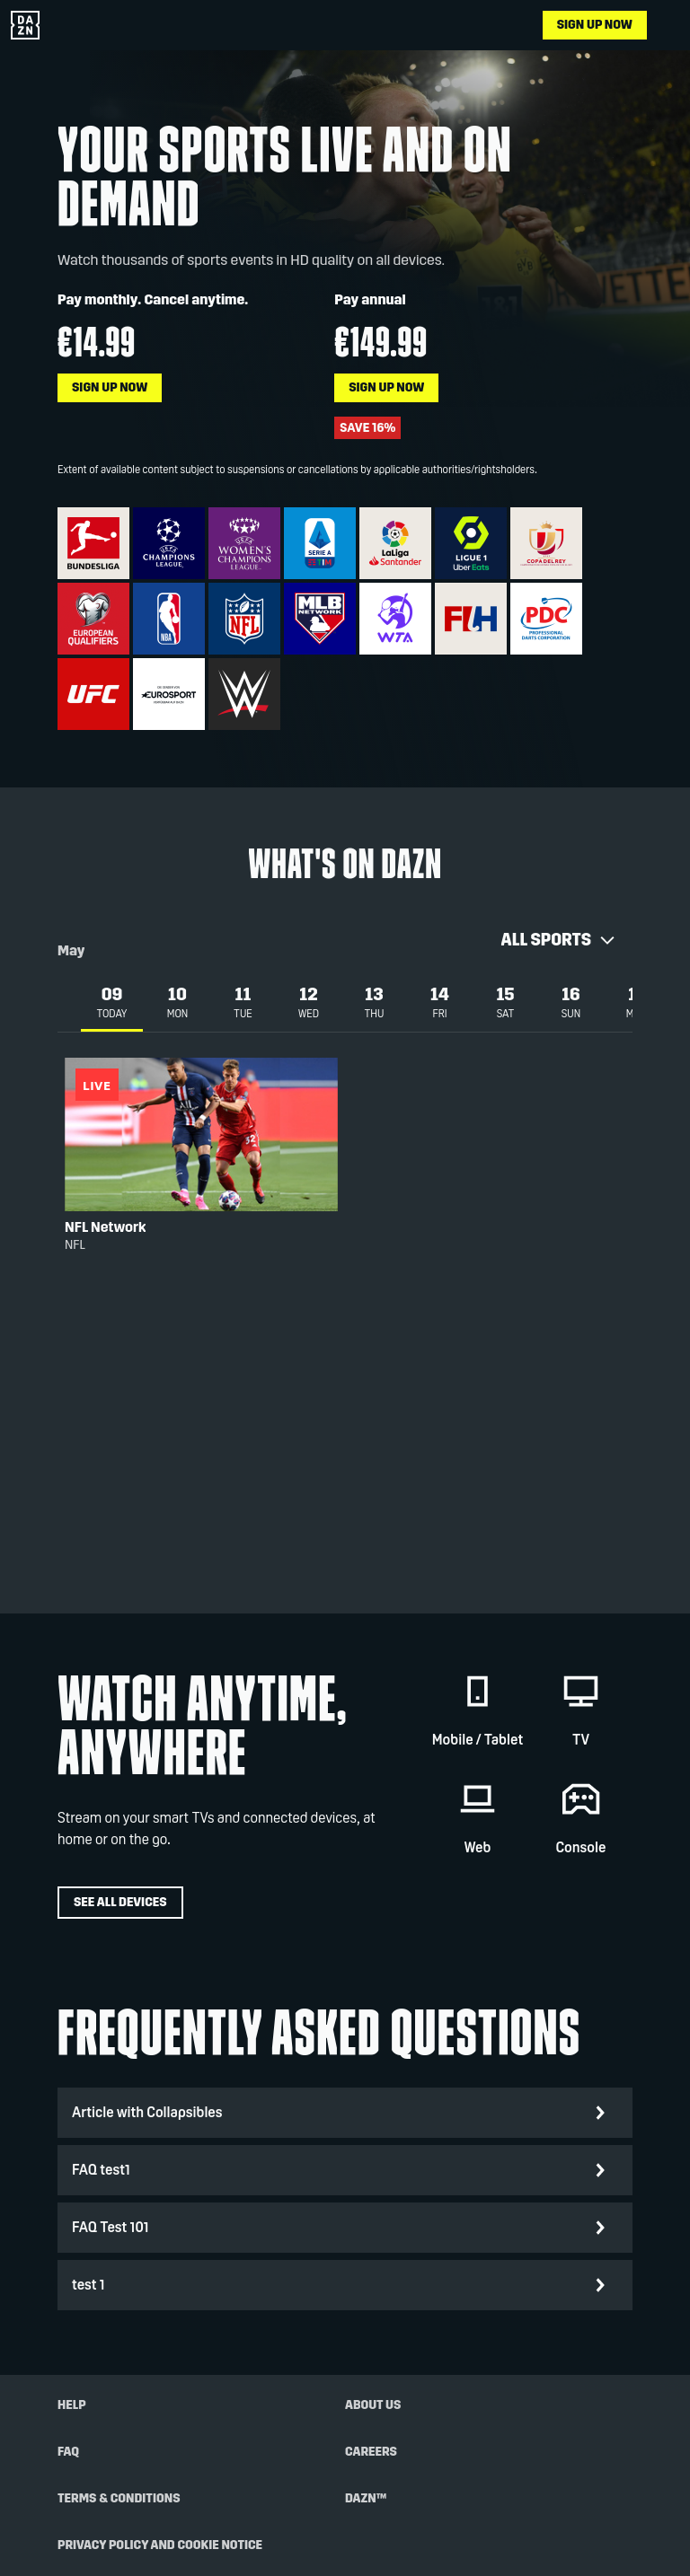 DA
ZN
SIGN UP NOW
YOUR SPORTS LIVE AND ON
DEMAND
Watch thousands of sports events in HD quality on all devices.
Pay monthly. Cancel anytime.
€14.99
SIGN UP NOW
Pay annual
€149.99
SIGN UP NOW
SAVE 16%
Extent of available content subject to suspensions or cancellations by applicable authorities/rightsholders.
BUNDESLIGA
UEFA
CHAMPIONS
LEAGUE
UEFA
WOMEN'S
CHAMPIONS
LEAGUE
SERIE A
TIM
LaLiga
Santander
LIGUE 1
Uber Eats
COPA DEL REY
EUROPEAN
QUALIFIERS
NBA
NFL
MLB
NETWORK
WTA
FIH
PDC
PROFESSIONAL
DARTS CORPORATION
UFC
EUROSPORT
W
WHAT'S ON DAZN
ALL SPORTS
May
09 10 11 12 13 14 15 16
TODAY MON TUE WED THU FRI SAT SUN
LIVE
NFL Network
NFL
WATCH ANYTIME,
ANYWHERE
Stream on your smart TVs and connected devices, at
home or on the go.
SEE ALL DEVICES
Mobile / Tablet
TV
Web
Console
FREQUENTLY ASKED QUESTIONS
Article with Collapsibles
FAQ test1
FAQ Test 101
test 1
HELP
ABOUT US
FAQ
CAREERS
TERMS & CONDITIONS
DAZN™
PRIVACY POLICY AND COOKIE NOTICE